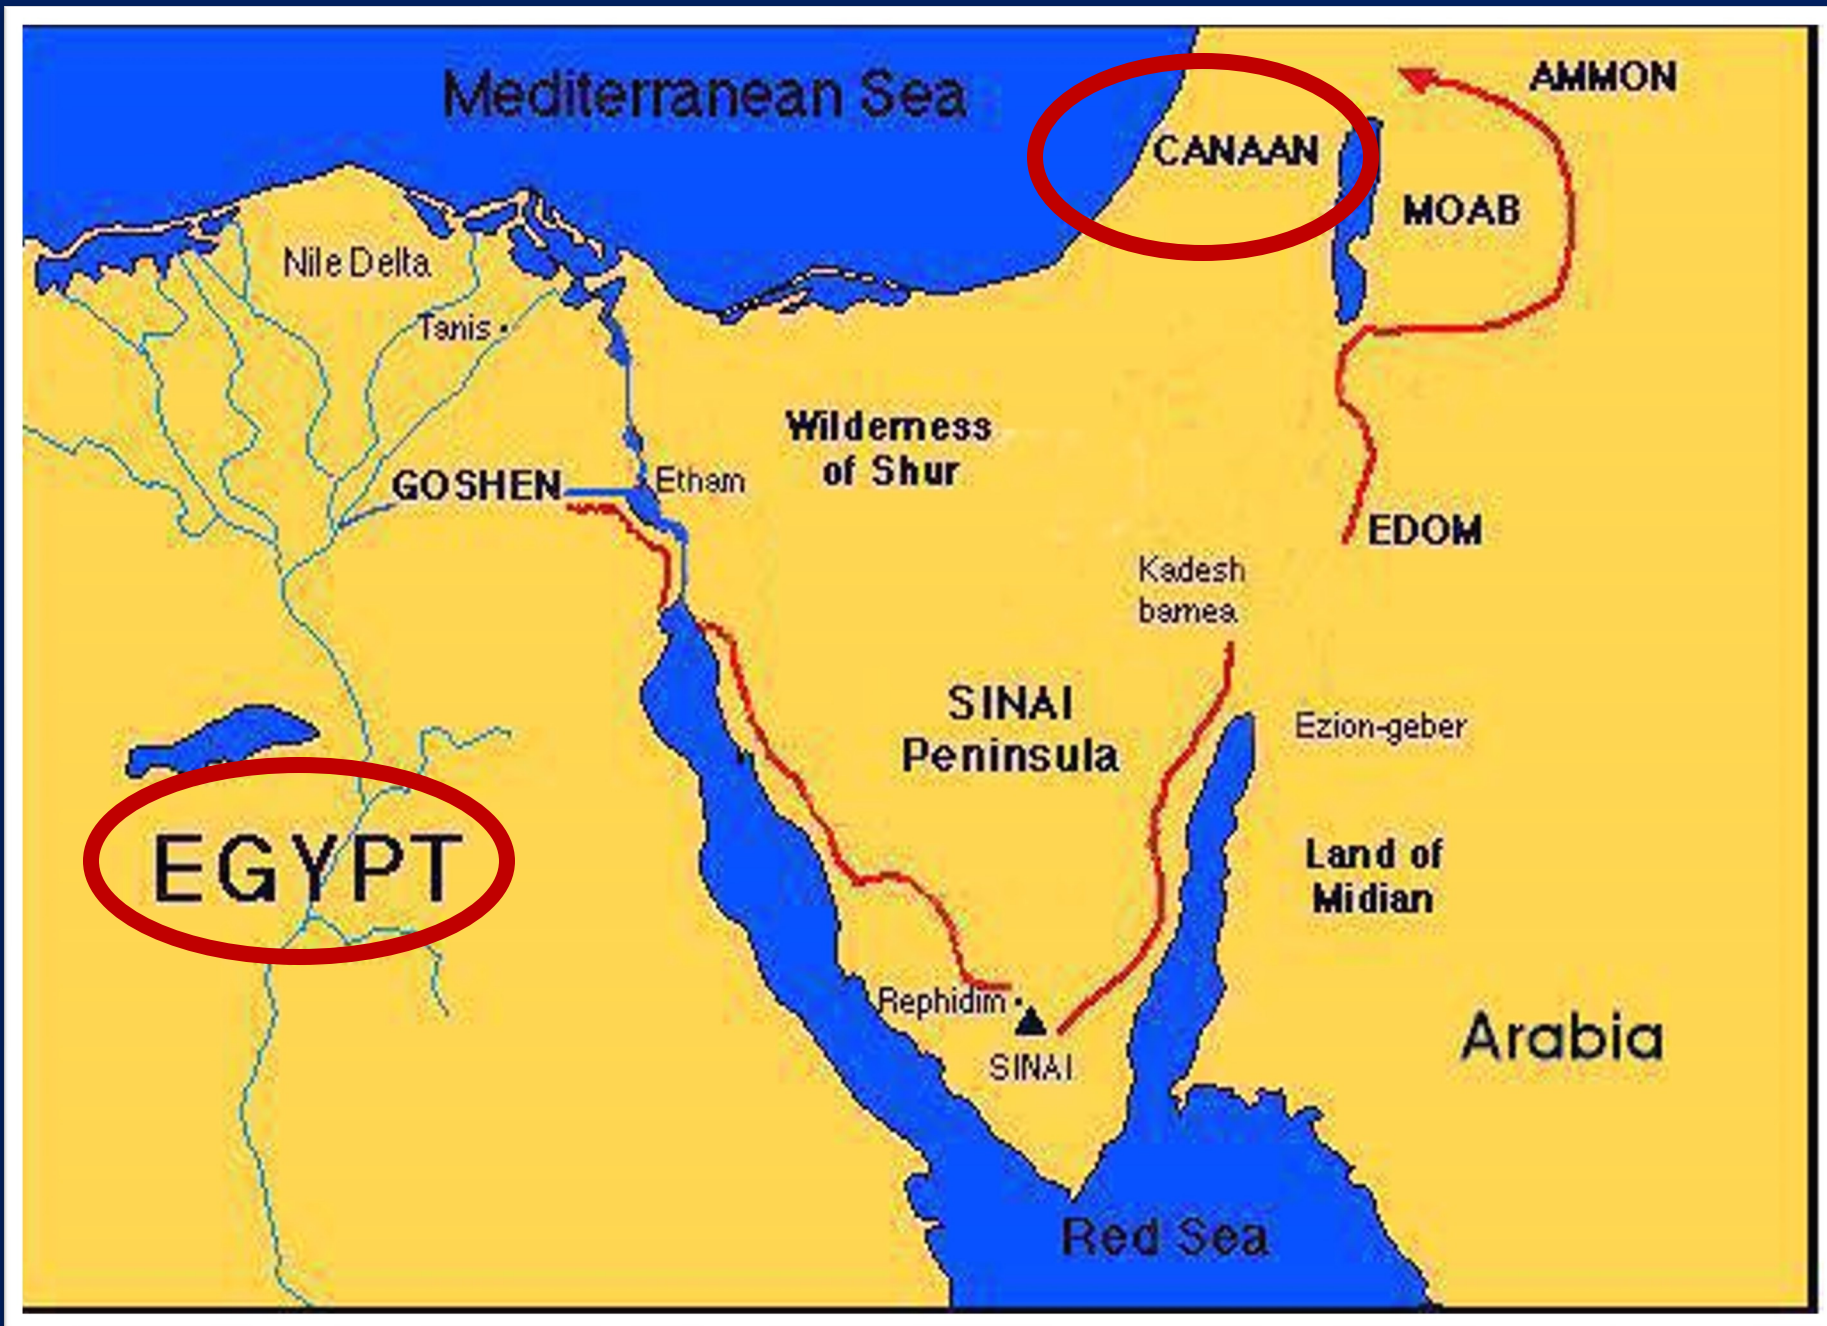 Mediterranean Sea
AMMON
CANAAN
MOAB
Nile Delta
Tanis
Wilderness
of Shur
GOSHEN
Etham
EDOM
Kadesh
barnea
SINAI
Peninsula
Ezion-geber
EGYPT
Land of
Midian
Rephidim
SINAI
Arabia
Red Sea